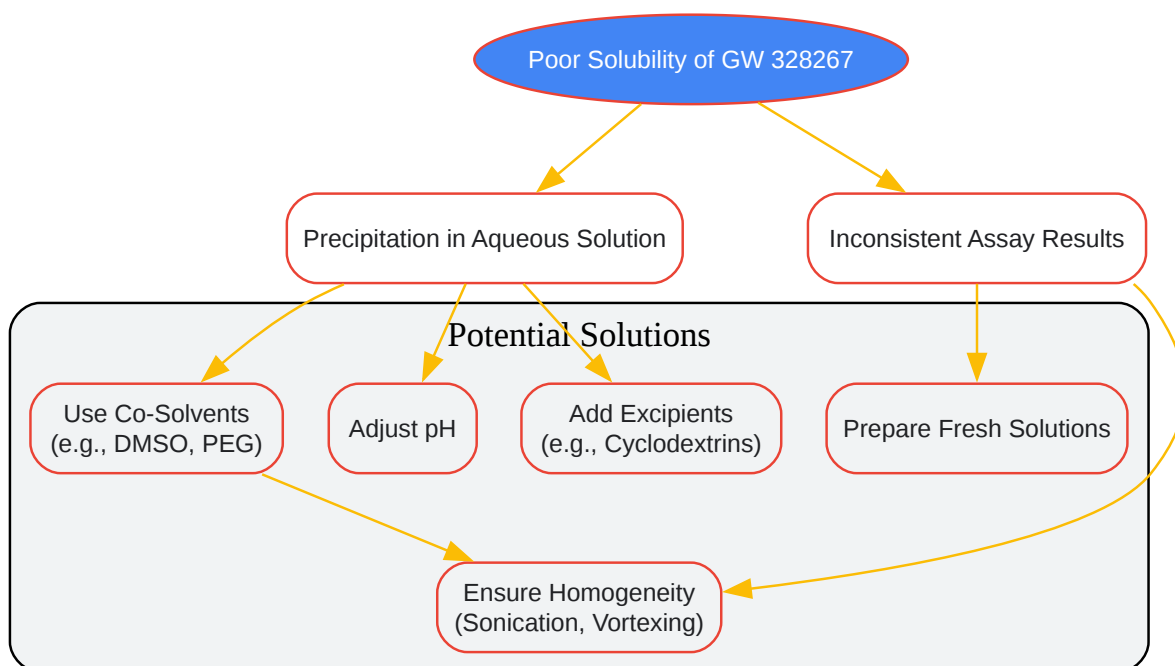 Poor Solubility of GW 328267
Precipitation in Aqueous Solution
Inconsistent Assay Results
Potential Solutions
Use Co-Solvents
(e.g., DMSO, PEG)
Adjust pH
Add Excipients
(e.g., Cyclodextrins)
Prepare Fresh Solutions
Ensure Homogeneity
(Sonication, Vortexing)